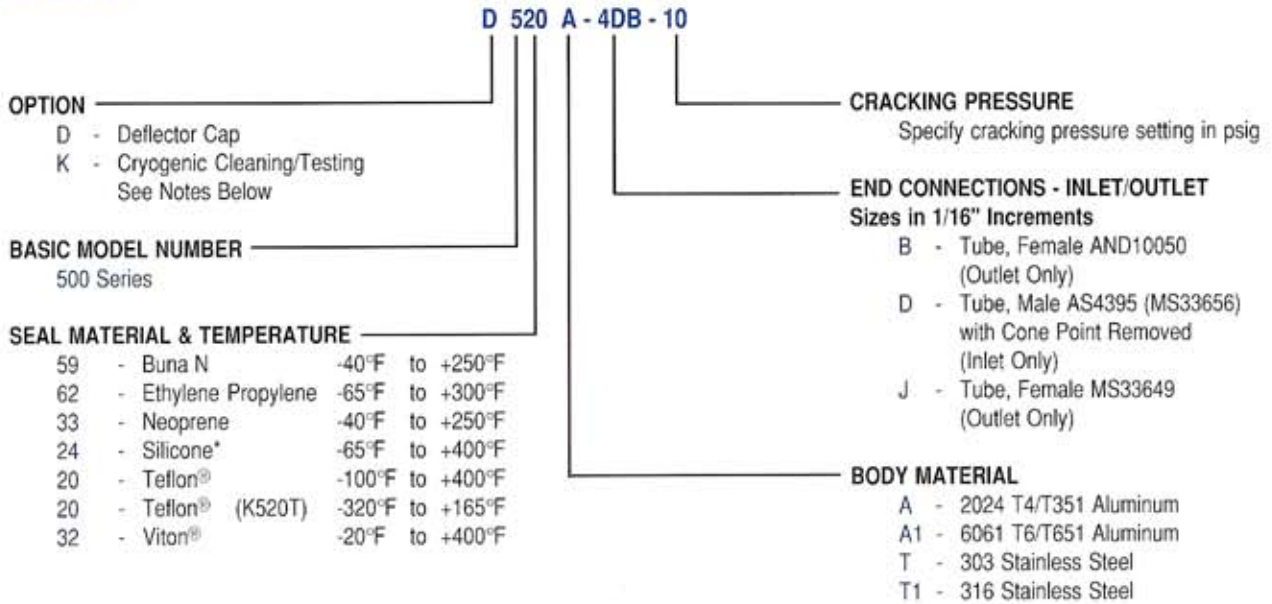 D 520 A - 4DB - 10
OPTION
D - Deflector Cap
K - Cryogenic Cleaning/Testing
See Notes Below
BASIC MODEL NUMBER
500 Series
SEAL MATERIAL & TEMPERATURE
59 - Buna N -40°F to +250°F
62 - Ethylene Propylene -65°F to +300°F
33 - Neoprene -40°F to +250°F
24 - Silicone* -65°F to +400°F
20 - Teflon® -100°F to +400°F
20 - Teflon® (K520T) -320°F to +165°F
32 - Viton® -20°F to +400°F
CRACKING PRESSURE
Specify cracking pressure setting in psig
END CONNECTIONS - INLET/OUTLET
Sizes in 1/16" Increments
B - Tube, Female AND10050
(Outlet Only)
D - Tube, Male AS4395 (MS33656)
with Cone Point Removed
(Inlet Only)
J - Tube, Female MS33649
(Outlet Only)
BODY MATERIAL
A - 2024 T4/T351 Aluminum
A1 - 6061 T6/T651 Aluminum
T - 303 Stainless Steel
T1 - 316 Stainless Steel